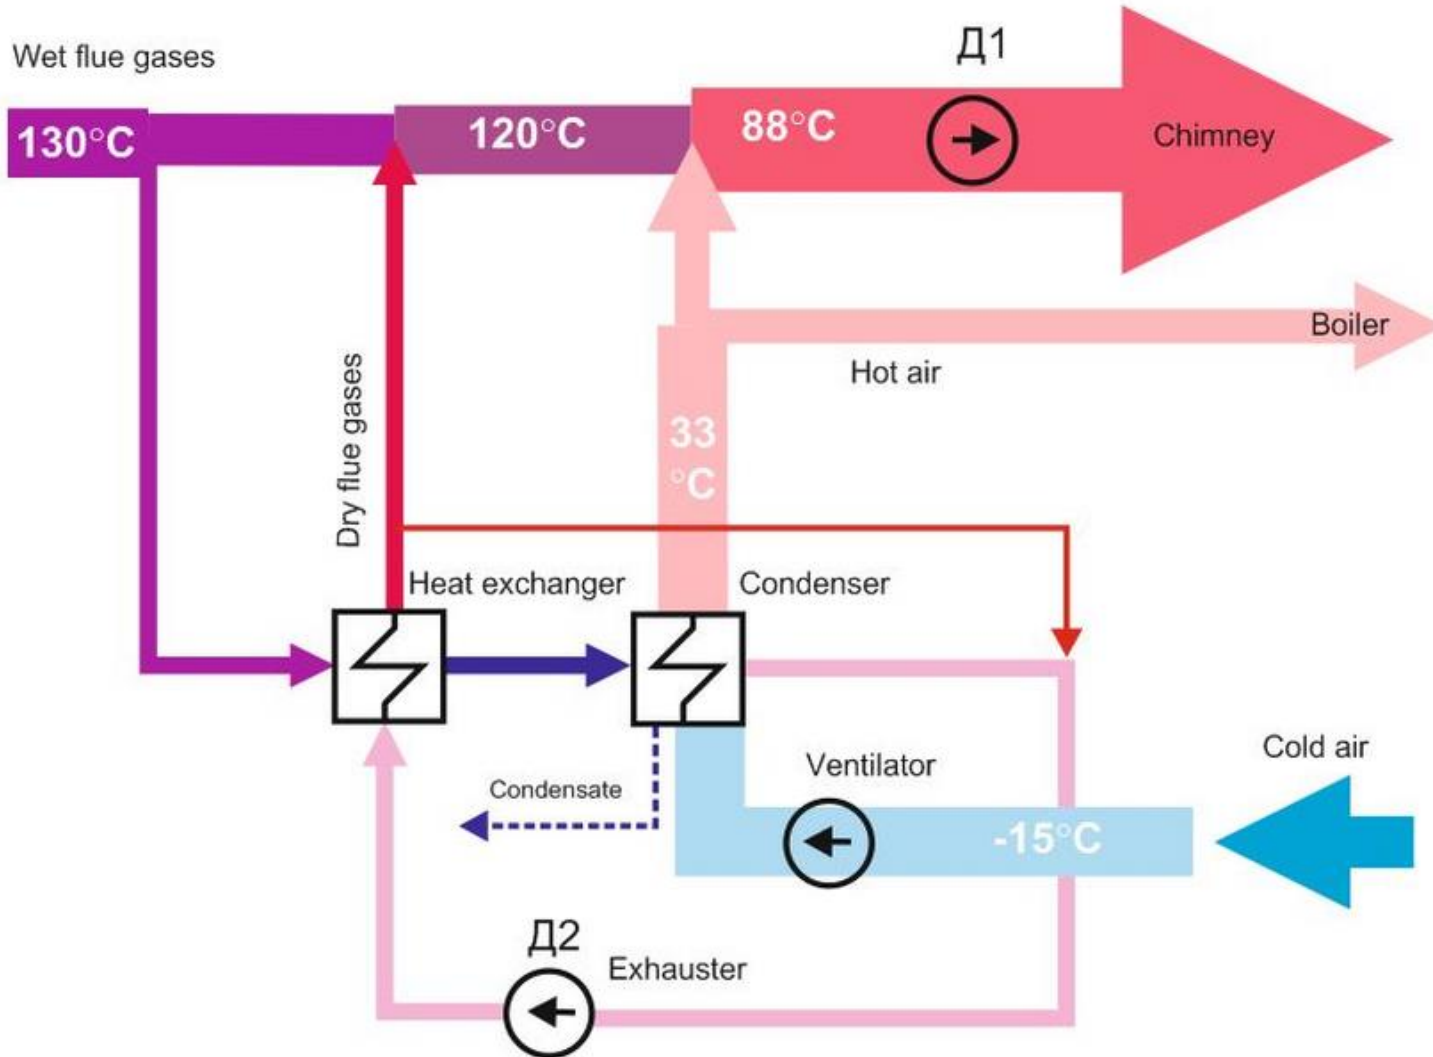 Д1
Wet flue gases
130°C
120°C
88°C
Chimney
Boiler
Hot air
33
°C
Dry flue gases
Heat exchanger
Condenser
Ventilator
Cold air
Condensate
-15°C
Д2
Exhauster